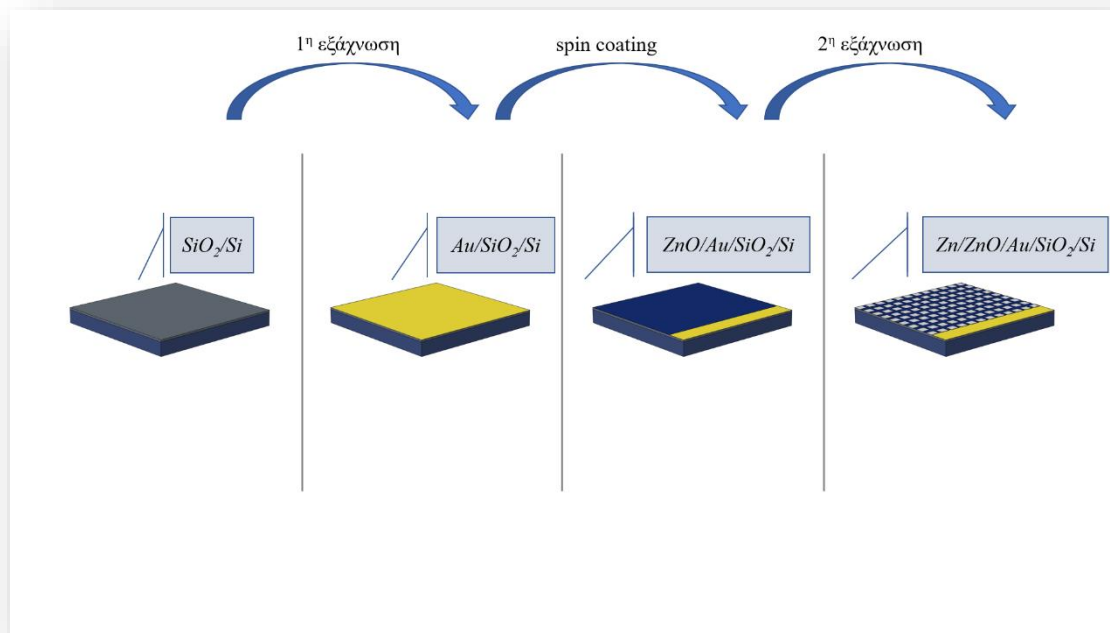 1η εξάχνωση
spin coating
2η εξάχνωση
SiO2/Si
Au/SiO2/Si
ZnO/Au/SiO2/Si
Zn/ZnO/Au/SiO2/Si